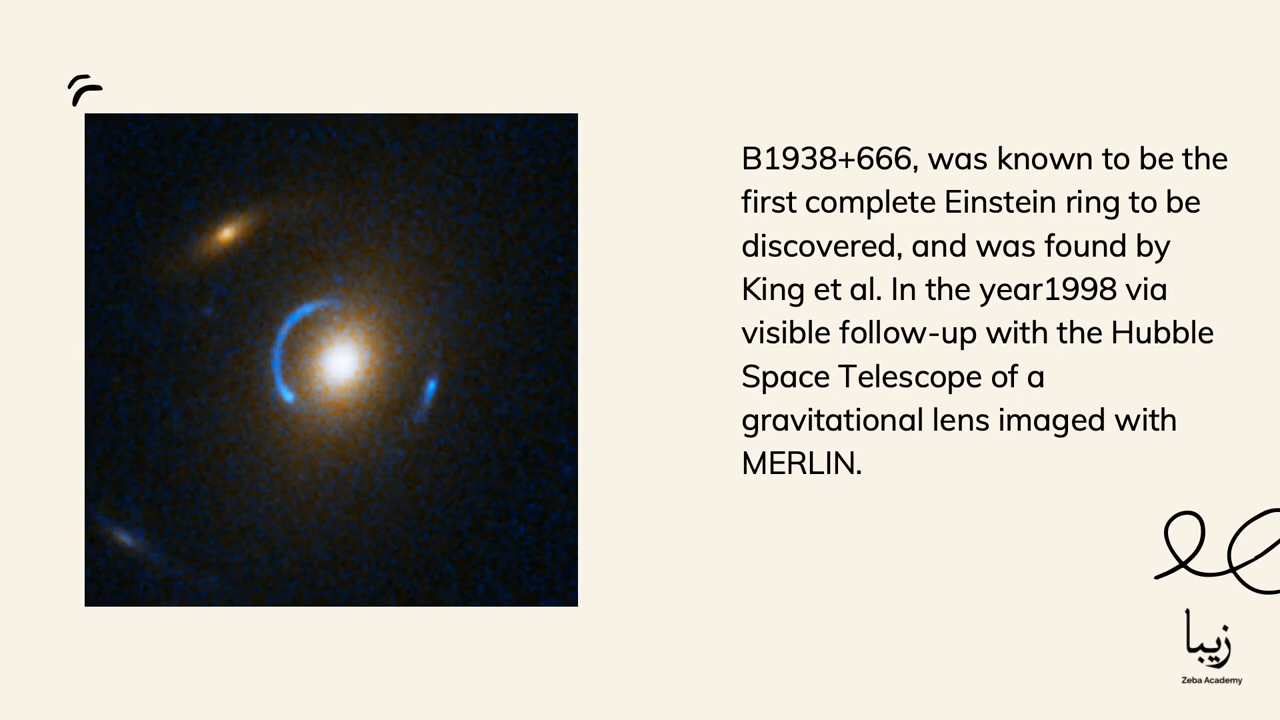 B1938+666, was known to be the
first complete Einstein ring to be
discovered, and was found by
King et al. In the year1998 via
visible follow-up with the Hubble
Space Telescope of a
gravitational lens imaged with
MERLIN.
زيبا
Zeba Academy